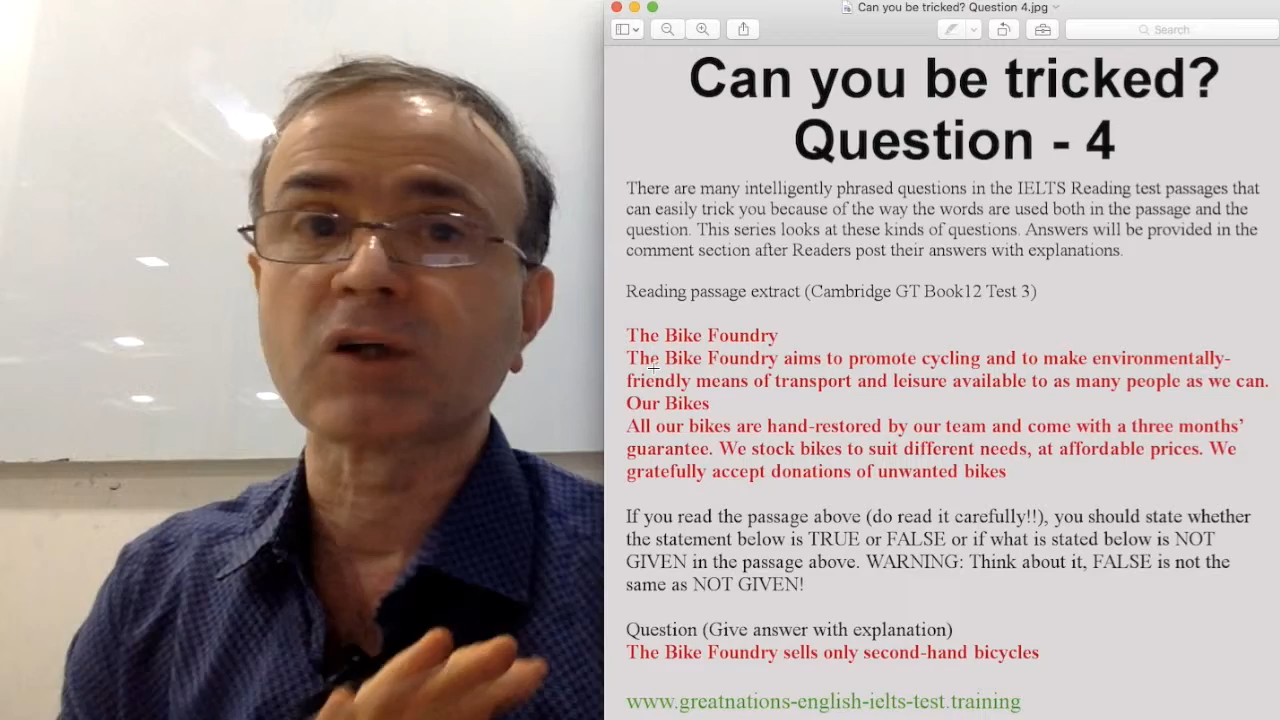 Can you be tricked? Question 4.jpg
Search
Can you be tricked?
Question - 4
There are many intelligently phrased questions in the IELTS Reading test passages that
can easily trick you because of the way the words are used both in the passage and the
question. This series looks at these kinds of questions. Answers will be provided in the
comment section after Readers post their answers with explanations.
Reading passage extract (Cambridge GT Book12 Test 3)
The Bike Foundry
The Bike Foundry aims to promote cycling and to make environmentally-
friendly means of transport and leisure available to as many people as we can.
Our Bikes
All our bikes are hand-restored by our team and come with a three months’
guarantee. We stock bikes to suit different needs, at affordable prices. We
gratefully accept donations of unwanted bikes
If you read the passage above (do read it carefully!!), you should state whether
the statement below is TRUE or FALSE or if what is stated below is NOT
GIVEN in the passage above. WARNING: Think about it, FALSE is not the
same as NOT GIVEN!
Question (Give answer with explanation)
The Bike Foundry sells only second-hand bicycles
www.greatnations-english-ielts-test.training